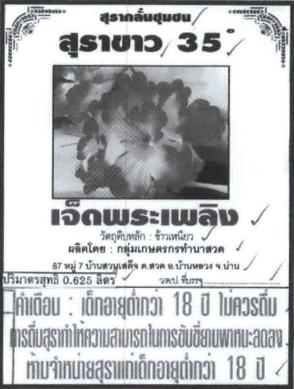 สุรากลั่นชุมชน
สุราขาว 35°
เจ็ดพระเพลิง
วัตถุดิบหลัก : ข้าวเหนียว
ผลิตโดย : กลุ่มเกษตรกรทำนาสวด
87 หมู่ 7 บ้านสวนเสด็จ ต.สวด อ.บ้านหลวง จ.น่าน
ปริมาตรสุทธิ 0.625 ลิตร ว/ด/ป. ที่บรรจุ
คำเตือน : เด็กอายุต่ำกว่า 18 ปี ไม่ควรดื่ม
การดื่มสุราทำให้ความสามารถในการขับขี่ยานพาหนะลดลง
ห้ามจำหน่ายสุราแก่เด็กอายุต่ำกว่า 18 ปี